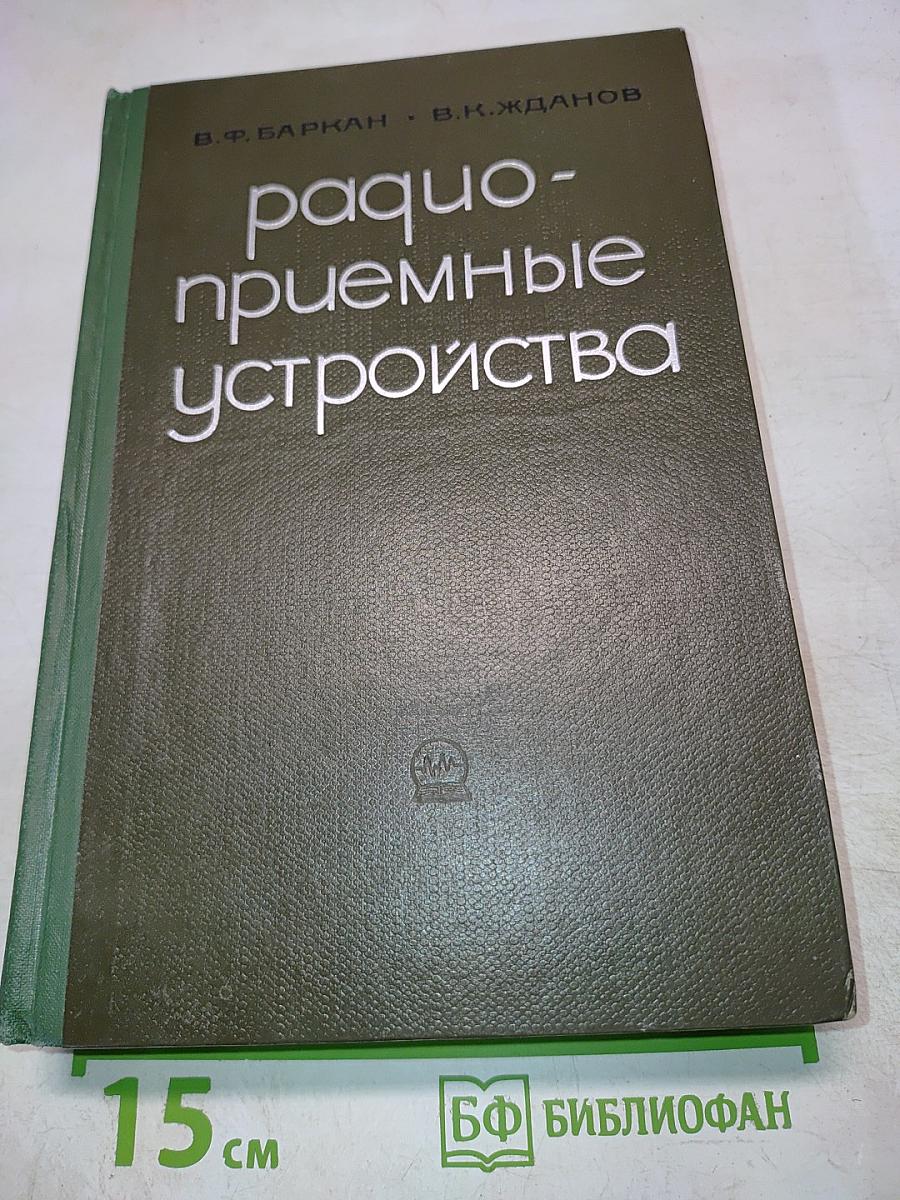 В.Ф.БАРКАН · В.К.ЖДАНОВ
радио-
приемные
устройства
15 см
БФ БИБЛИОФАН